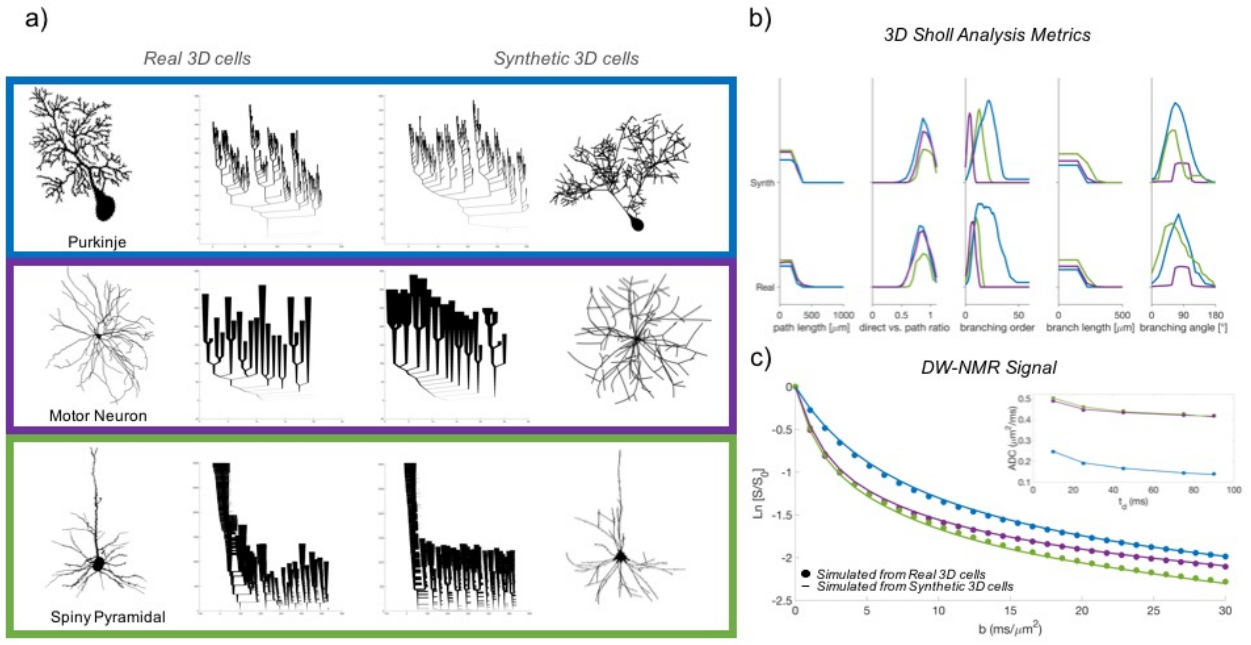 a)
Real 3D cells
Synthetic 3D cells
Purkinje
Motor Neuron
Spiny Pyramidal
b)
3D Sholl Analysis Metrics
Synth
Real
0 500 1000
0 0.5 1
0 50
0 500
0 90 180
path length [μm]
direct vs. path ratio
branching order
branch length [μm]
branching angle [°]
c)
DW-NMR Signal
0
-0.5
-1
-1.5
-2
-2.5
Ln [S/S0]
0 5 10 15 20 25 30
b (ms/μm²)
0.5
0.4
0.3
0.2
0.1
ADC (μm²/ms)
0 20 40 60 80 100
td (ms)
Simulated from Real 3D cells
Simulated from Synthetic 3D cells